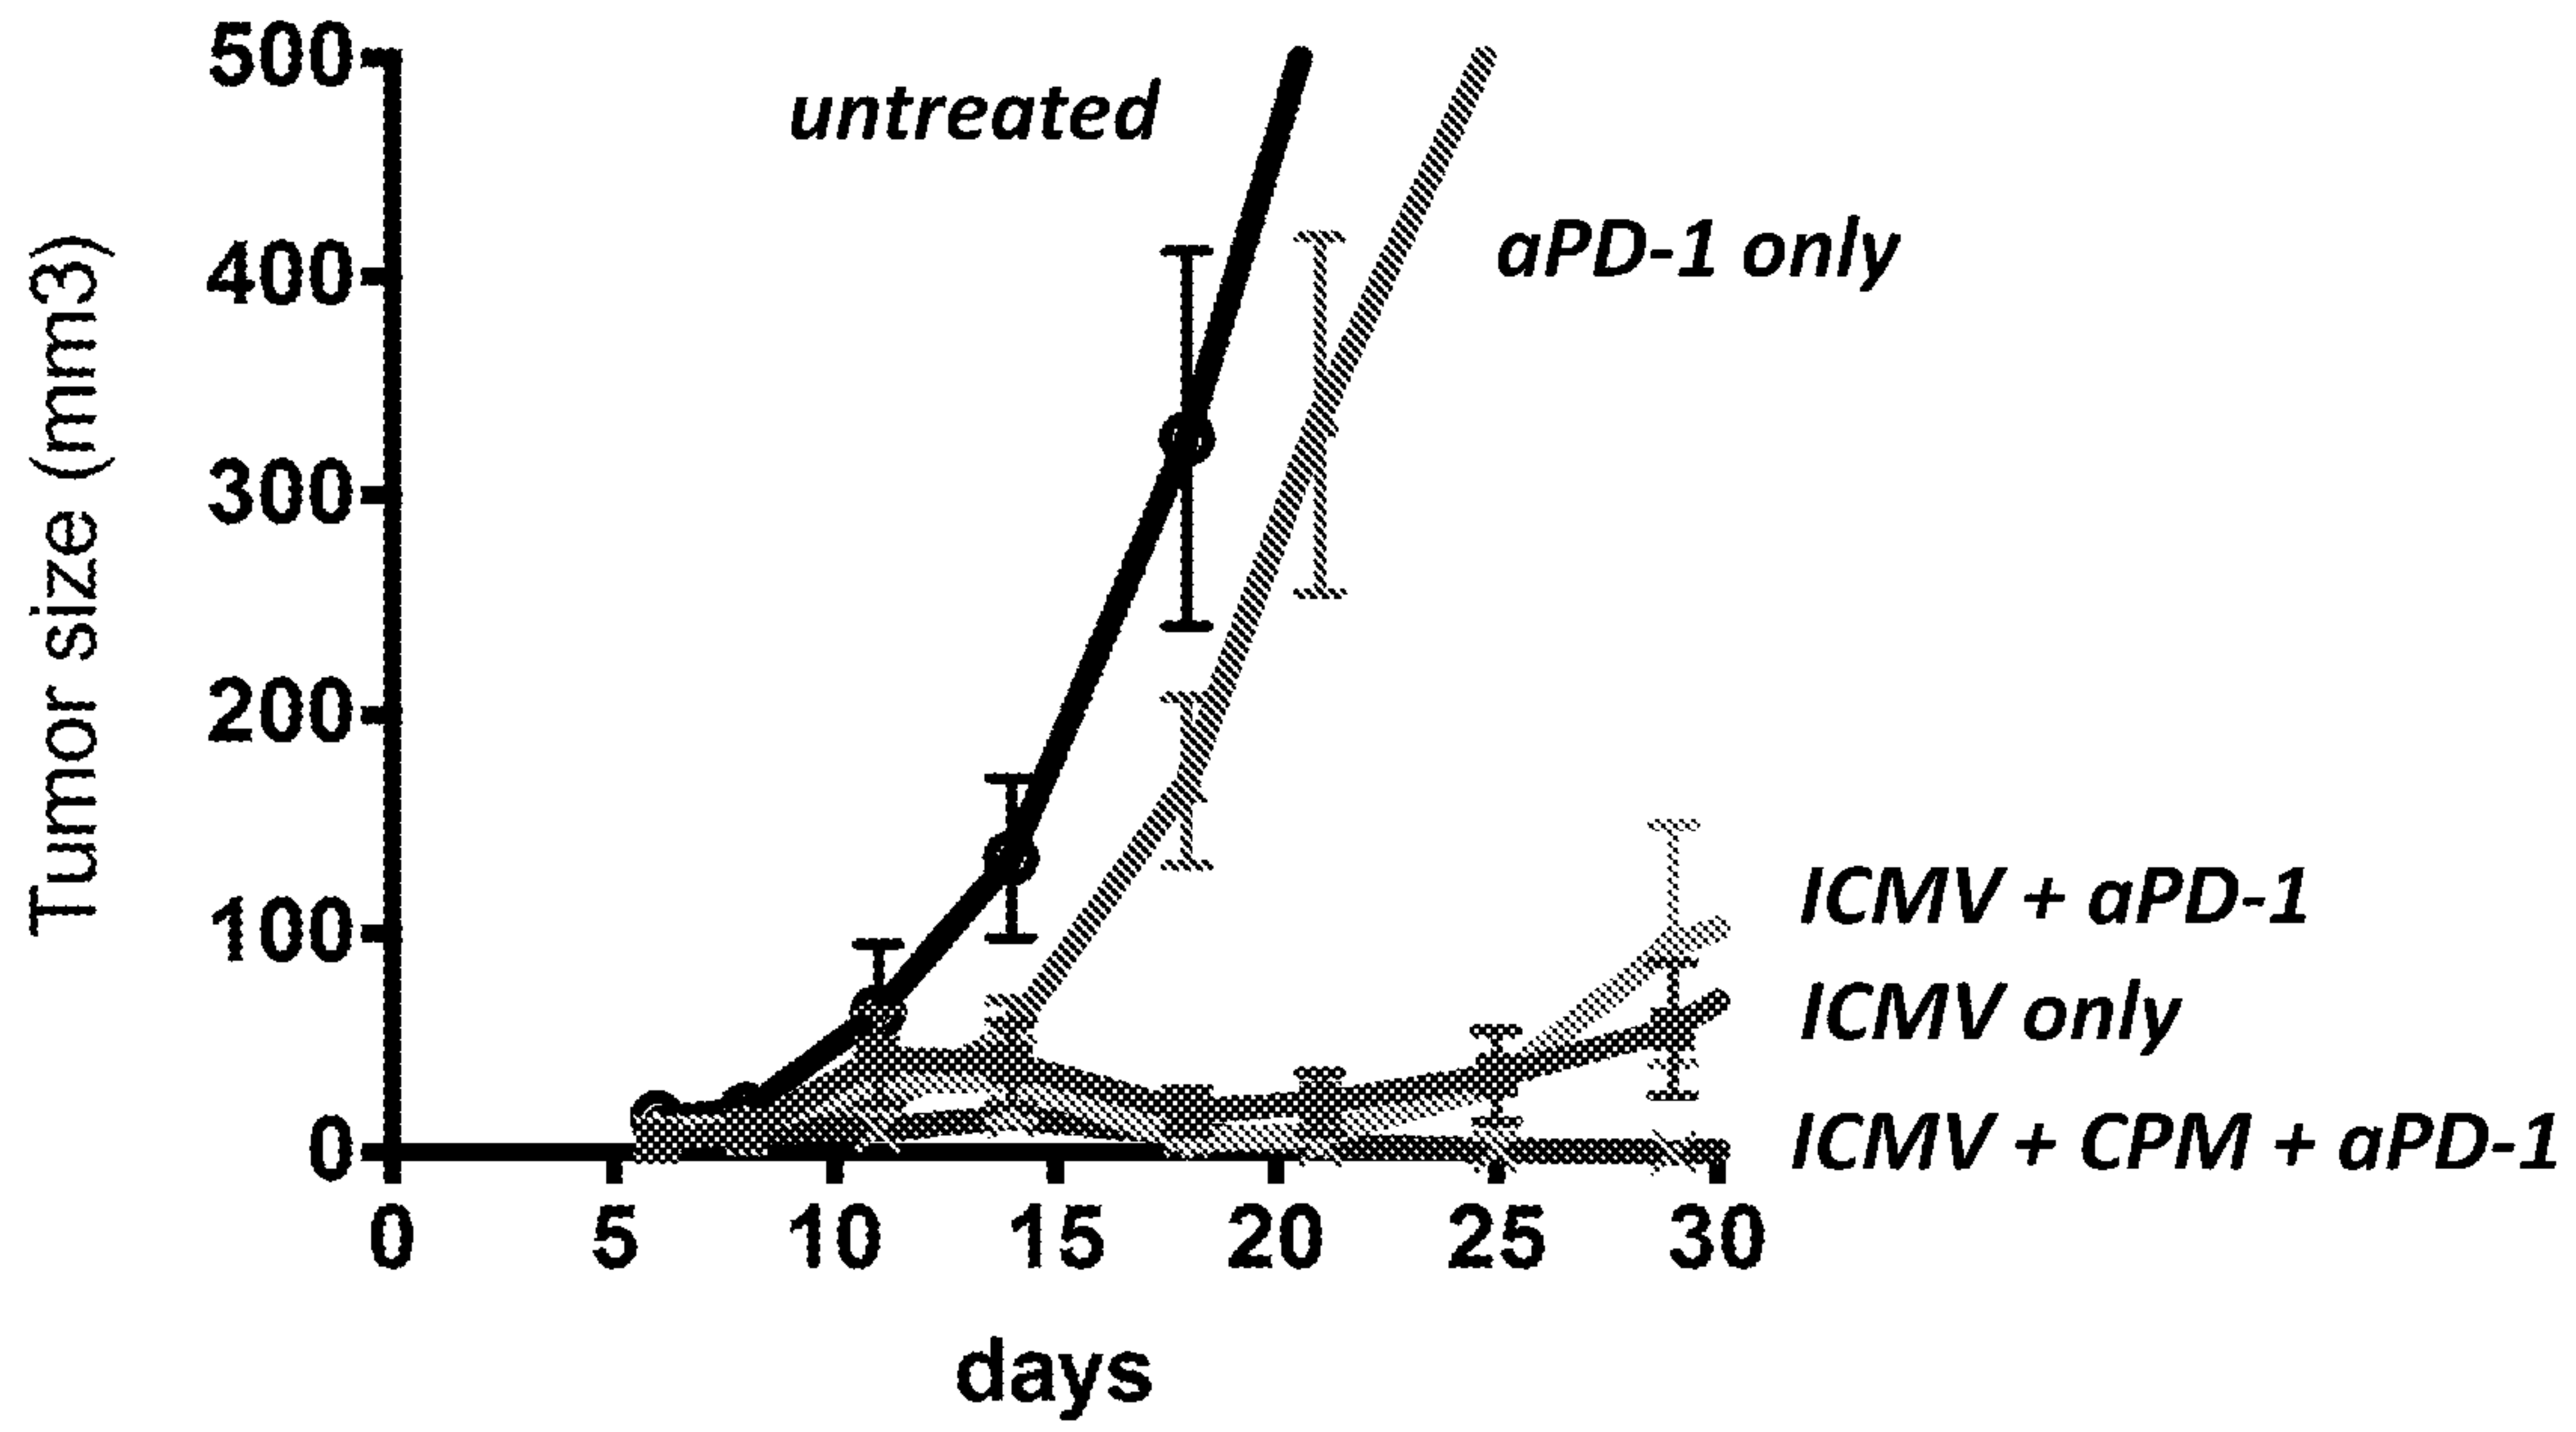 500
untreated
aPD-1 only
400
300
Tumor size (mm3)
200
100
ICMV + aPD-1
ICMV only
ICMV + CPM + aPD-1
0
0 5 10 15 20 25 30
days